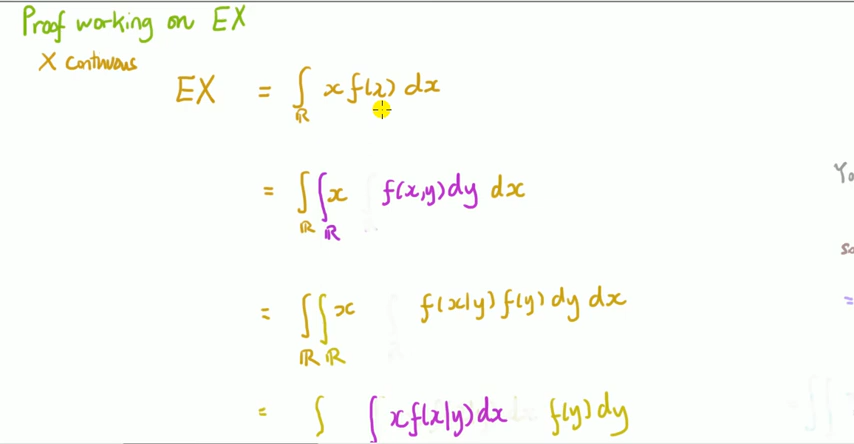 Proof working on EX
X continuous
EX = ∫ℝ x f(x) dx
= ∫ℝ ∫ℝ x f(x,y) dy dx
= ∫ℝ ∫ℝ x f(x|y) f(y) dy dx
= ∫ ∫ x f(x|y) dx f(y) dy